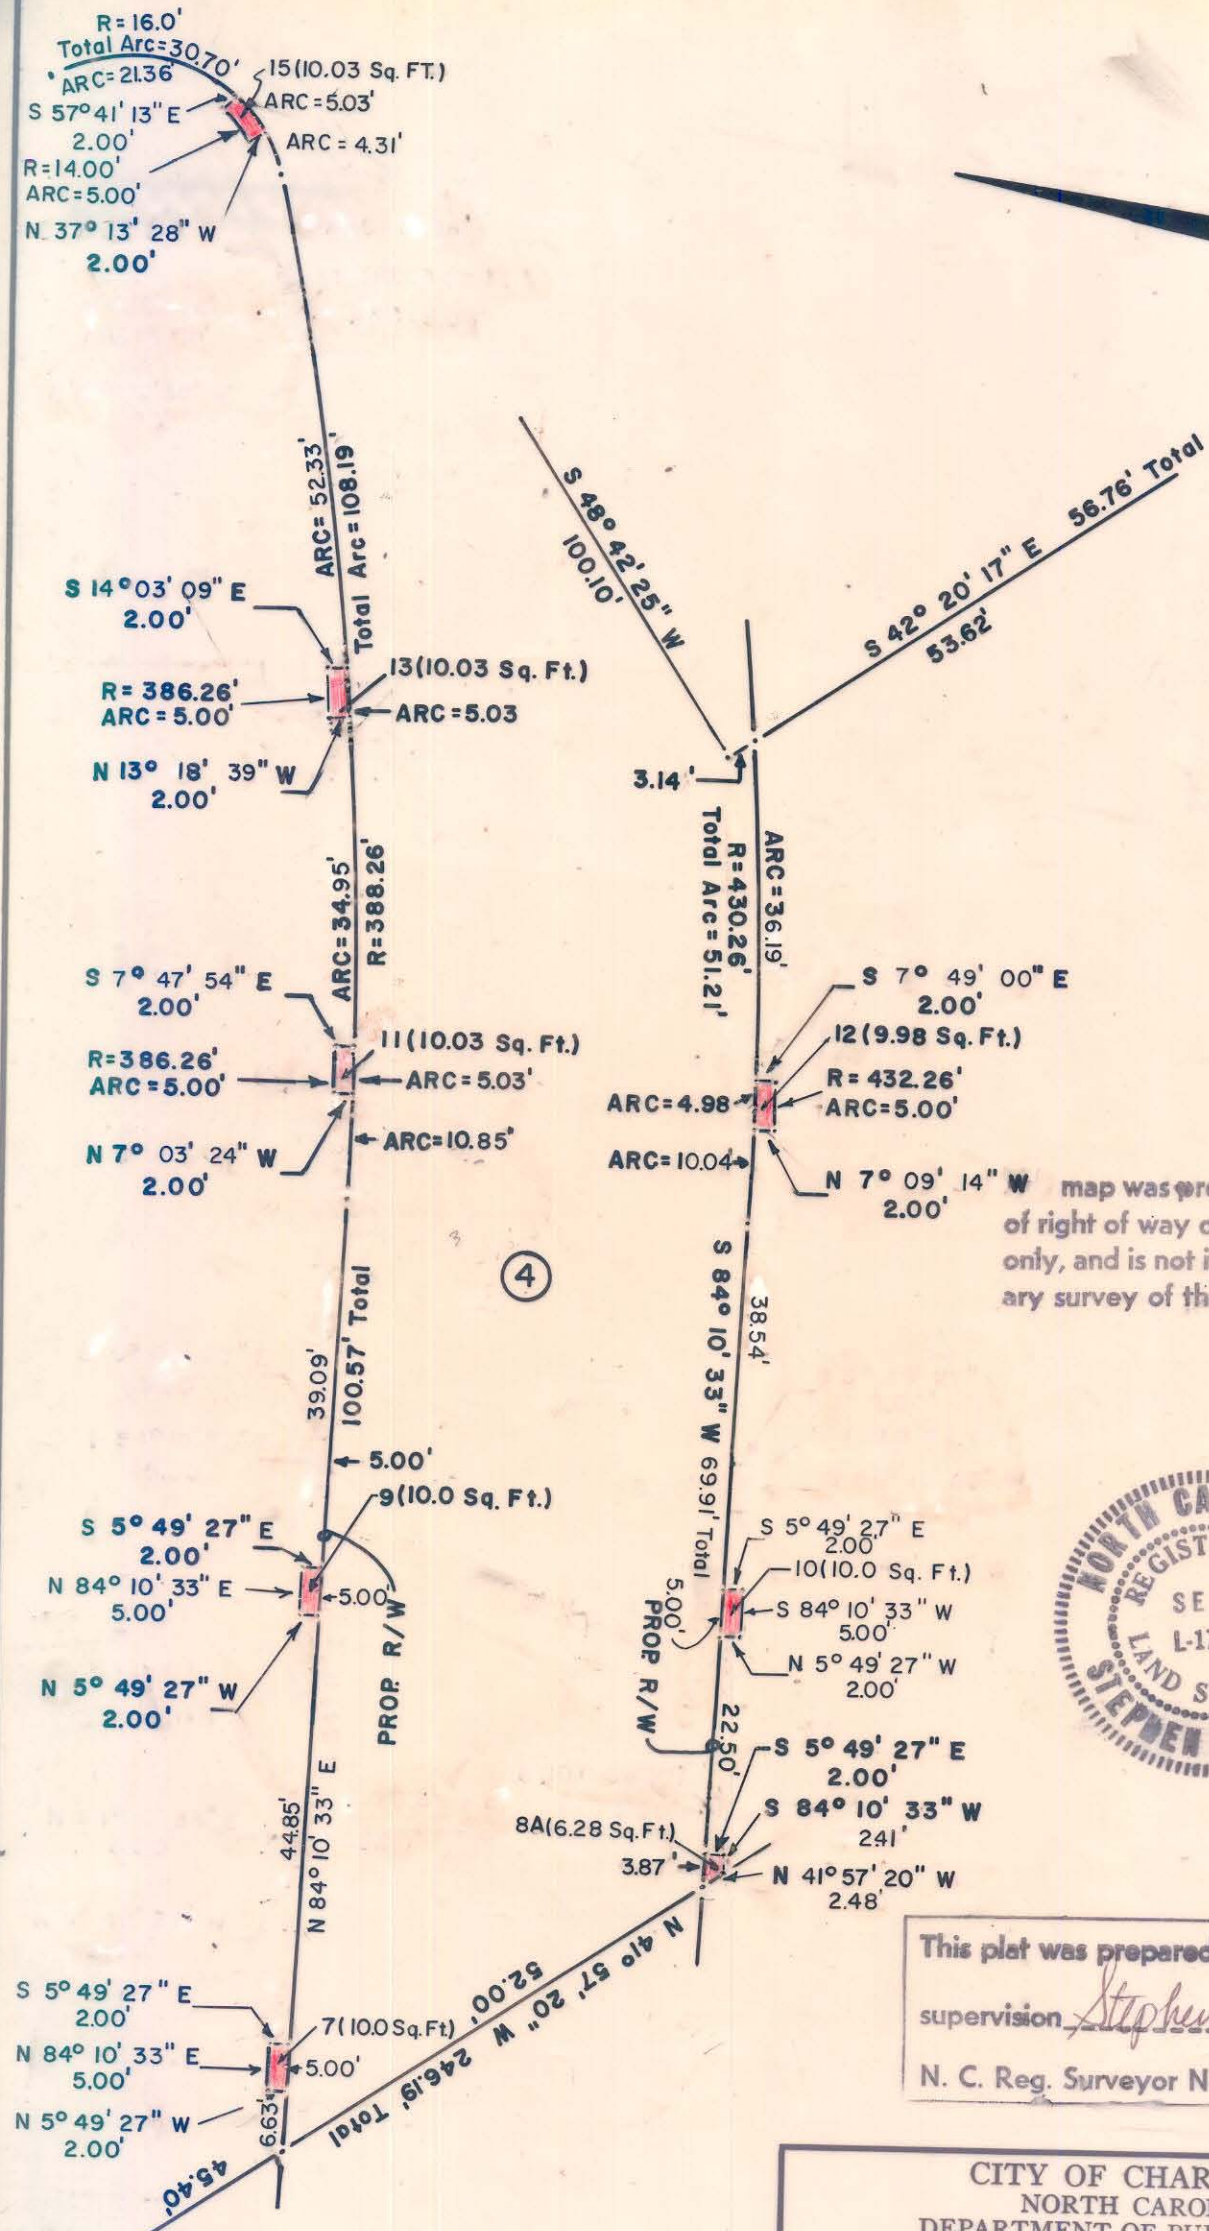 R=16.0'
Total Arc=30.70'
ARC=21.36'
15(10.03 Sq. FT.)
S 57° 41' 13" E
2.00'
ARC=5.03'
ARC = 4.31'
R=14.00'
ARC=5.00'
N. 37° 13' 28" W
2.00'
ARC= 52.33'
Total Arc=108.19'
S 14° 03' 09" E
2.00'
13(10.03 Sq. Ft.)
R= 386.26'
ARC= 5.00'
ARC=5.03
N 13° 18' 39" W
2.00'
ARC=34.95'
R=388.26'
S 7° 47' 54" E
2.00'
11(10.03 Sq. Ft.)
R=386.26'
ARC=5.00'
ARC=5.03'
N 7° 03' 24" W
2.00'
ARC=10.85'
39.09'
100.57' Total
5.00'
9(10.0 Sq. Ft.)
S 5° 49' 27" E
2.00'
N 84° 10' 33" E
5.00'
5.00'
N 5° 49' 27" W
2.00'
PROP. R/W
44.85'
N 84° 10' 33" E
S 5° 49' 27" E
2.00'
7(10.0 Sq. Ft)
N 84° 10' 33" E
5.00'
5.00'
N 5° 49' 27" W
2.00'
6.63'
45.40'
S 48° 42' 25" W
100.10'
S 42° 20' 17" E 56.76' Total
53.62'
3.14'
ARC=36.19'
R=430.26'
Total Arc=51.21'
S 7° 49' 00" E
2.00'
12(9.98 Sq. Ft.)
ARC=4.98
R= 432.26'
ARC=5.00'
ARC=10.04
N 7° 09' 14" W
2.00'
3
4
38.54'
S 84° 10' 33" W 69.91' Total
S 5° 49' 27" E
2.00'
10(10.0 Sq. Ft.)
5.00'
S 84° 10' 33" W
5.00'
N 5° 49' 27" W
2.00'
PROP. R/W
22.50'
S 5° 49' 27" E
2.00'
S 84° 10' 33" W
2.41'
8A(6.28 Sq.Ft.)
3.87'
N 41° 57' 20" W
2.48'
N 41° 57' 20" W 246.19' Total
52.00'
map was
of right of way
only, and is not
ary survey of
NORTH CA
REGIST
SE
L-17
LAND S
STEPHEN
This plat was prepared
supervision Stephen
N. C. Reg. Surveyor N
CITY OF CHAR
NORTH CARO
DEPARTMENT OF PU